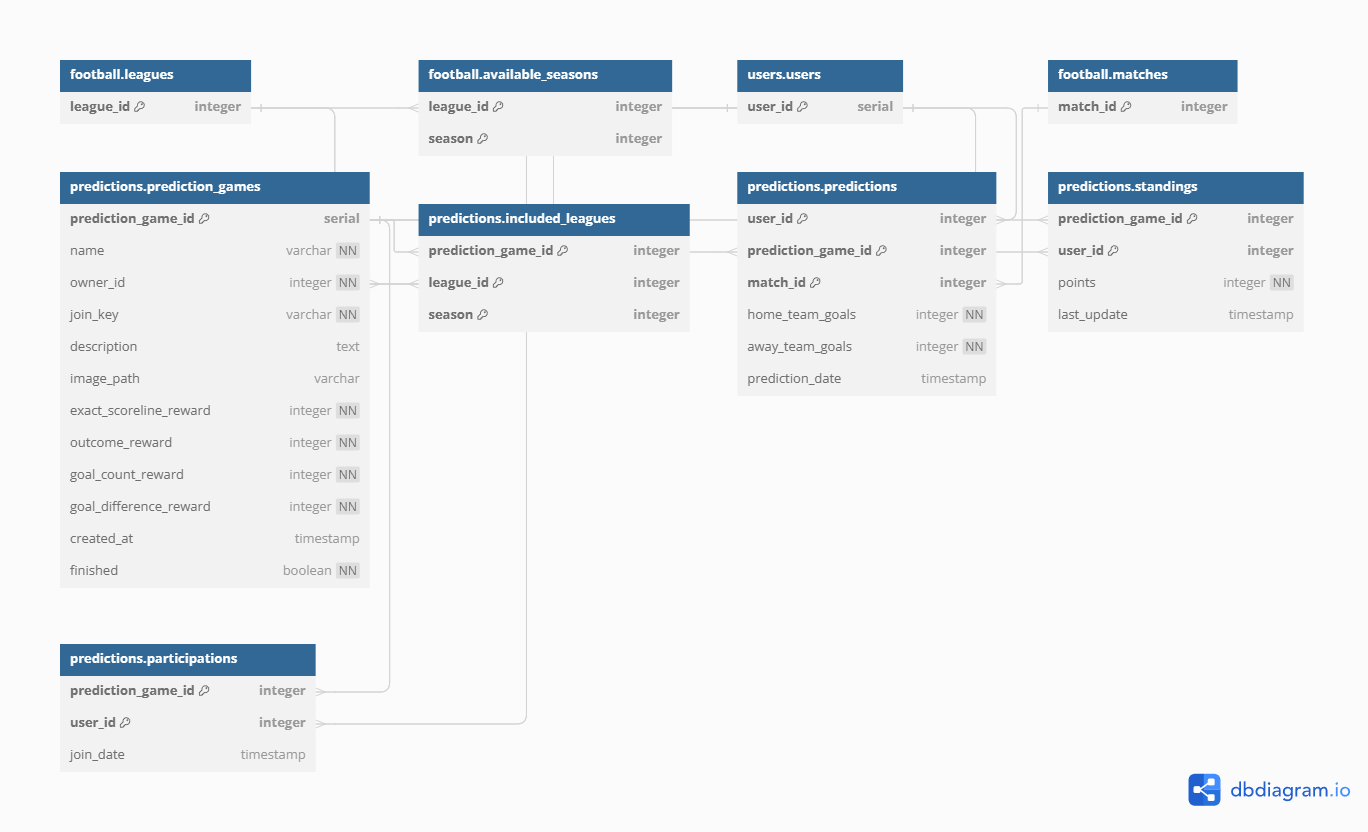 football.leagues
league_id integer
football.available_seasons
league_id integer
season integer
users.users
user_id serial
football.matches
match_id integer
predictions.prediction_games
prediction_game_id serial
name varchar NN
owner_id integer NN
join_key varchar NN
description text
image_path varchar
exact_scoreline_reward integer NN
outcome_reward integer NN
goal_count_reward integer NN
goal_difference_reward integer NN
created_at timestamp
finished boolean NN
predictions.included_leagues
prediction_game_id integer
league_id integer
season integer
predictions.predictions
user_id integer
prediction_game_id integer
match_id integer
home_team_goals integer NN
away_team_goals integer NN
prediction_date timestamp
predictions.standings
prediction_game_id integer
user_id integer
points integer NN
last_update timestamp
predictions.participations
prediction_game_id integer
user_id integer
join_date timestamp
dbdiagram.io